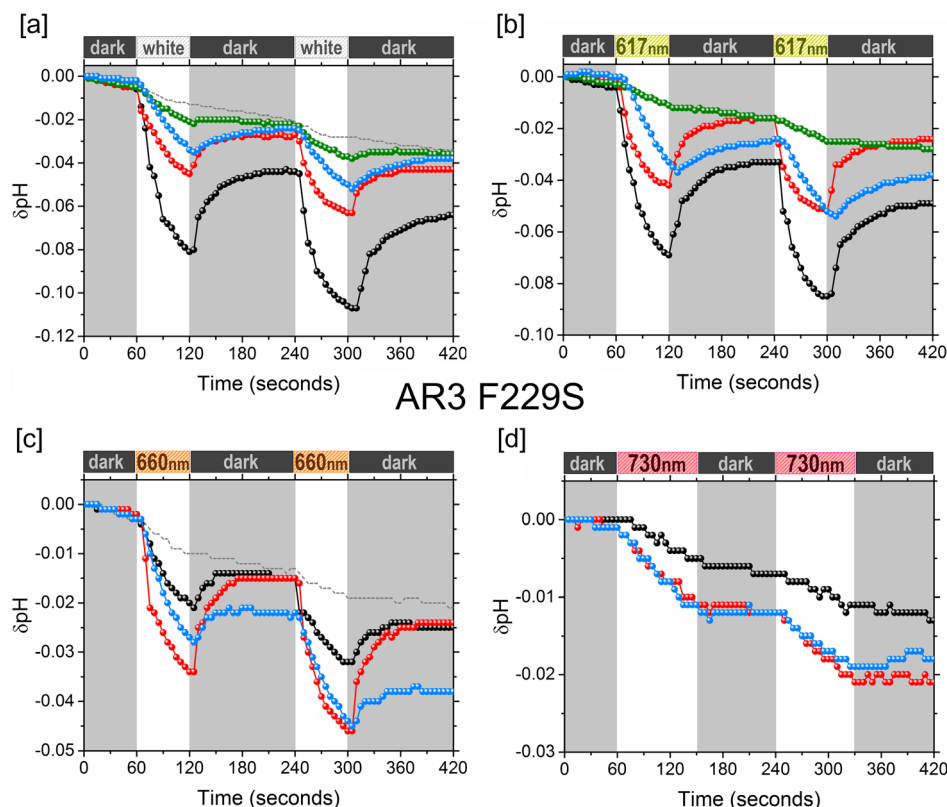 [a]
dark white dark white dark
0.00
-0.02
-0.04
-0.06
-0.08
-0.10
-0.12
δpH
0 60 120 180 240 300 360 420
Time (seconds)
[b]
dark 617nm dark 617nm dark
0.00
-0.02
-0.04
-0.06
-0.08
-0.10
δpH
0 60 120 180 240 300 360 420
Time (seconds)
AR3 F229S
[c]
dark 660nm dark 660nm dark
0.00
-0.01
-0.02
-0.03
-0.04
-0.05
δpH
0 60 120 180 240 300 360 420
Time (seconds)
[d]
dark 730nm dark 730nm dark
0.00
-0.01
-0.02
-0.03
δpH
0 60 120 180 240 300 360 420
Time (seconds)